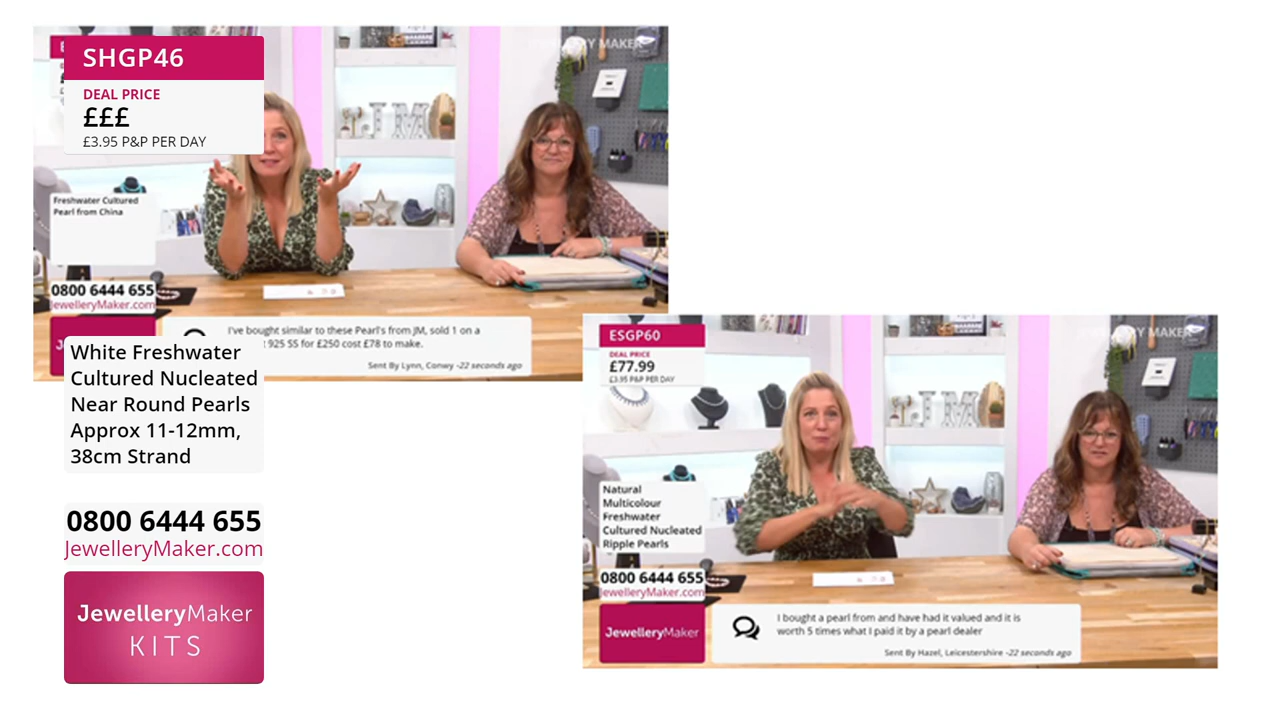 SHGP46
DEAL PRICE
£££
£3.95 P&P PER DAY
Y MAKER
JM
Freshwater Cultured
Pearl from China
0800 6444 655
JewelleryMaker.com
I've bought similar to these Pearl's from JM, sold 1 on a
925 SS for £250 cost £78 to make.
Sent By Lynn, Conwy -22 seconds ago
White Freshwater
Cultured Nucleated
Near Round Pearls
Approx 11-12mm,
38cm Strand
0800 6444 655
JewelleryMaker.com
JewelleryMaker
KITS
ESGP60
DEAL PRICE
£77.99
£3.95 P&P PER DAY
Y MAKER
JM
Natural
Multicolour
Freshwater
Cultured Nucleated
Ripple Pearls
0800 6444 655
JewelleryMaker.com
JewelleryMaker
I bought a pearl from and have had it valued and it is
worth 5 times what I paid it by a pearl dealer
Sent By Hazel, Leicestershire -22 seconds ago